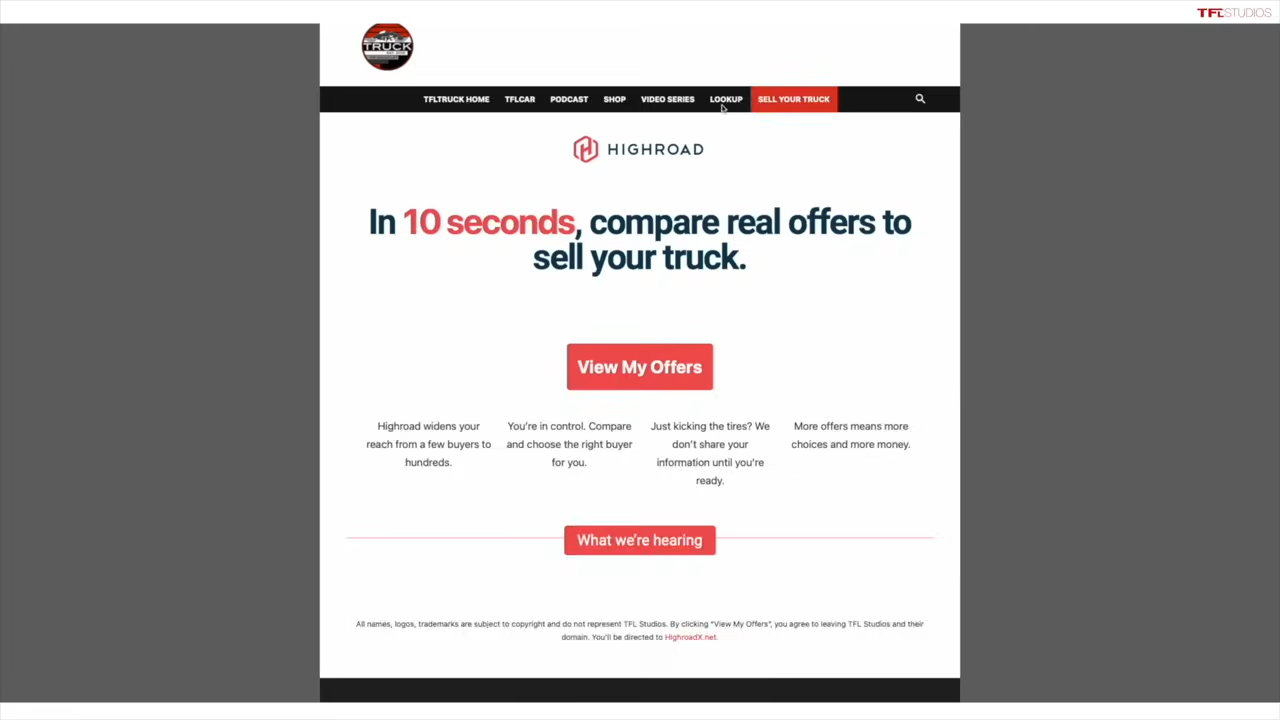 TFLSTUDIOS
TRUCK
TFLTRUCK HOME TFLCAR PODCAST SHOP VIDEO SERIES LOOKUP SELL YOUR TRUCK
HIGHROAD
In 10 seconds, compare real offers to
sell your truck.
View My Offers
Highroad widens your
reach from a few buyers to
hundreds.
You're in control. Compare
and choose the right buyer
for you.
Just kicking the tires? We
don't share your
information until you're
ready.
More offers means more
choices and more money.
What we're hearing
All names, logos, trademarks are subject to copyright and do not represent TFL Studios. By clicking "View My Offers", you agree to leaving TFL Studios and their
domain. You'll be directed to HighroadX.net.